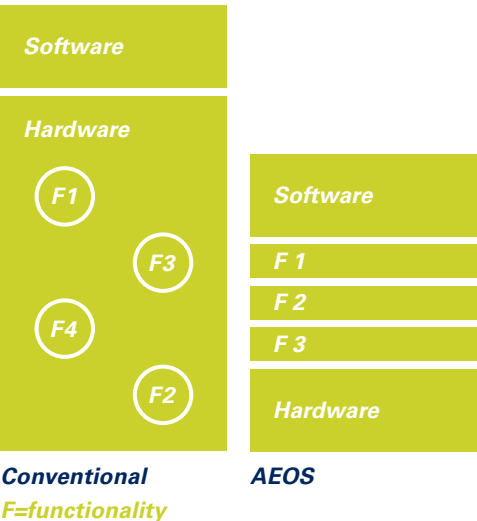 Software
Hardware
F1
F3
F4
F2
Conventional
F=functionality
Software
F 1
F 2
F 3
Hardware
AEOS